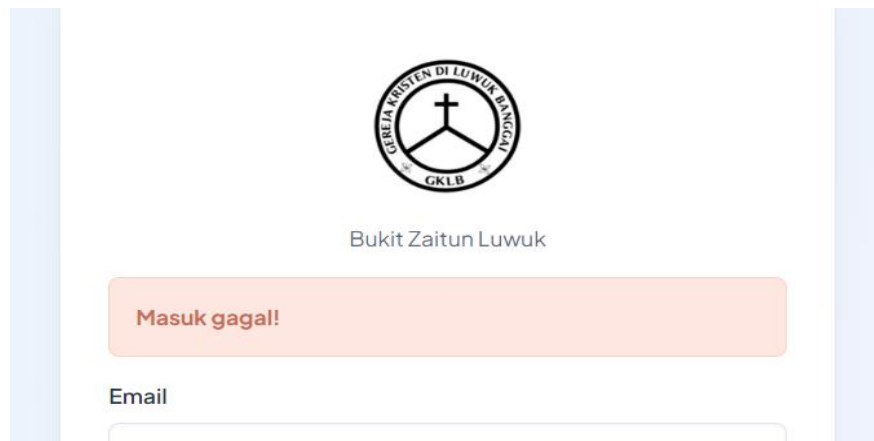 GEREJA KRISTEN DI LUWUK BANGGAI
GKLB
Bukit Zaitun Luwuk
Masuk gagal!
Email